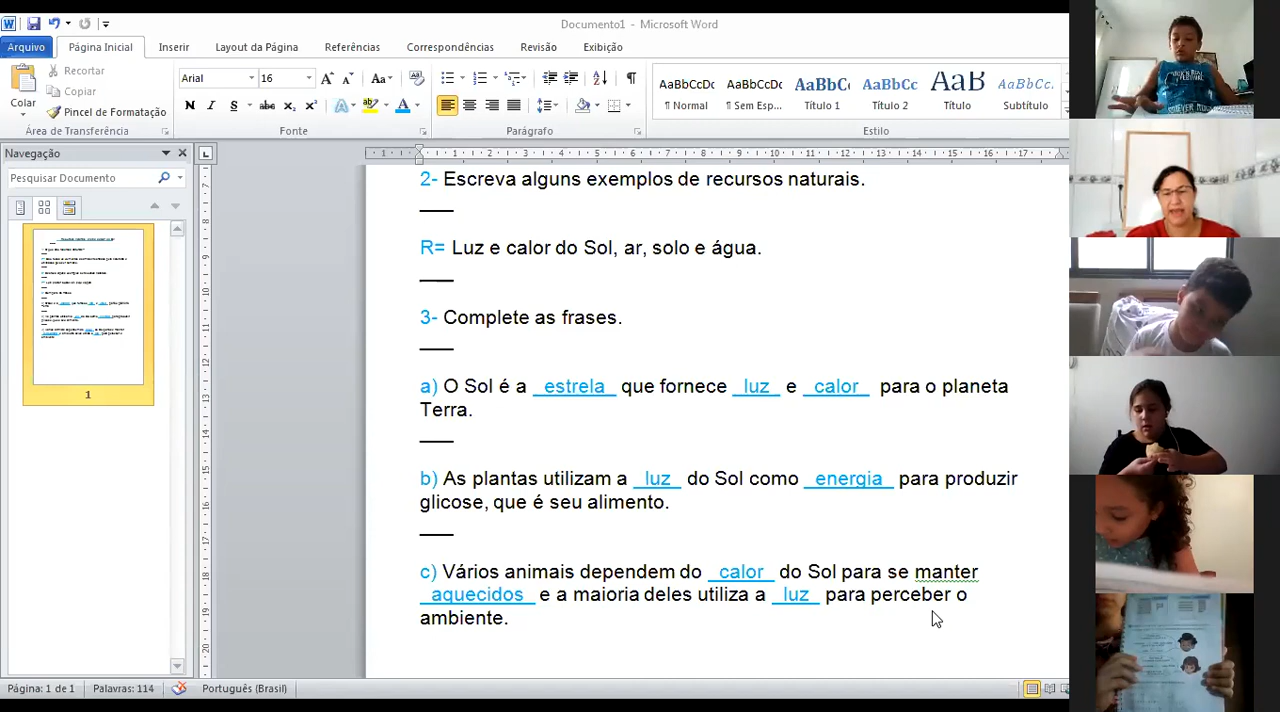 Documento1 - Microsoft Word
Arquivo Página Inicial Inserir Layout da Página Referências Correspondências Revisão Exibição
Colar
Recortar
Copiar
Pincel de Formatação
Área de Transferência
Arial 16
Fonte
Parágrafo
AaBbCcDc AaBbCcDc AaBbC AaBbCc AaB AaBbCc.
¶ Normal ¶ Sem Esp... Título 1 Título 2 Título Subtítulo
Estilo
Navegação
Pesquisar Documento
1
2- Escreva alguns exemplos de recursos naturais.
R= Luz e calor do Sol, ar, solo e água.
3- Complete as frases.
a) O Sol é a estrela que fornece luz e calor para o planeta
Terra.
b) As plantas utilizam a luz do Sol como energia para produzir
glicose, que é seu alimento.
c) Vários animais dependem do calor do Sol para se manter
aquecidos e a maioria deles utiliza a luz para perceber o
ambiente.
Página: 1 de 1 Palavras: 114 Português (Brasil)